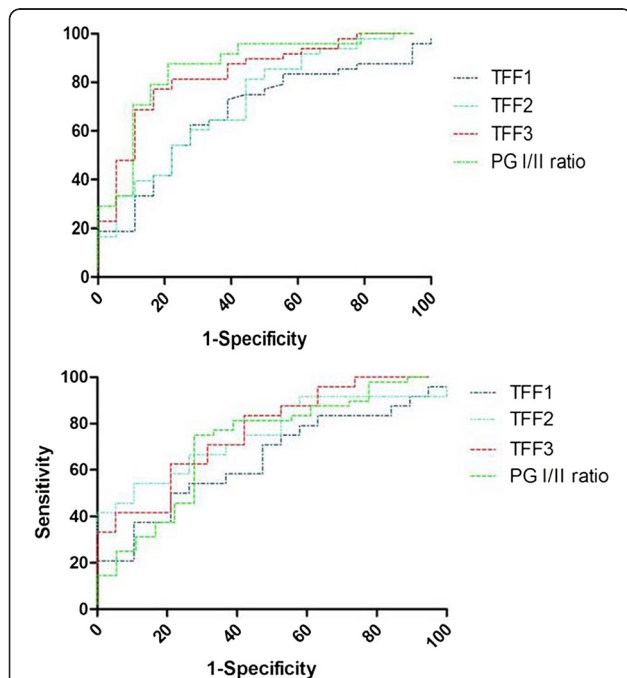 100
80
60
40
20
0
0 20 40 60 80 100
1-Specificity
TFF1
TFF2
TFF3
PG I/II ratio
Sensitivity
100
80
60
40
20
0
0 20 40 60 80 100
1-Specificity
TFF1
TFF2
TFF3
PG I/II ratio